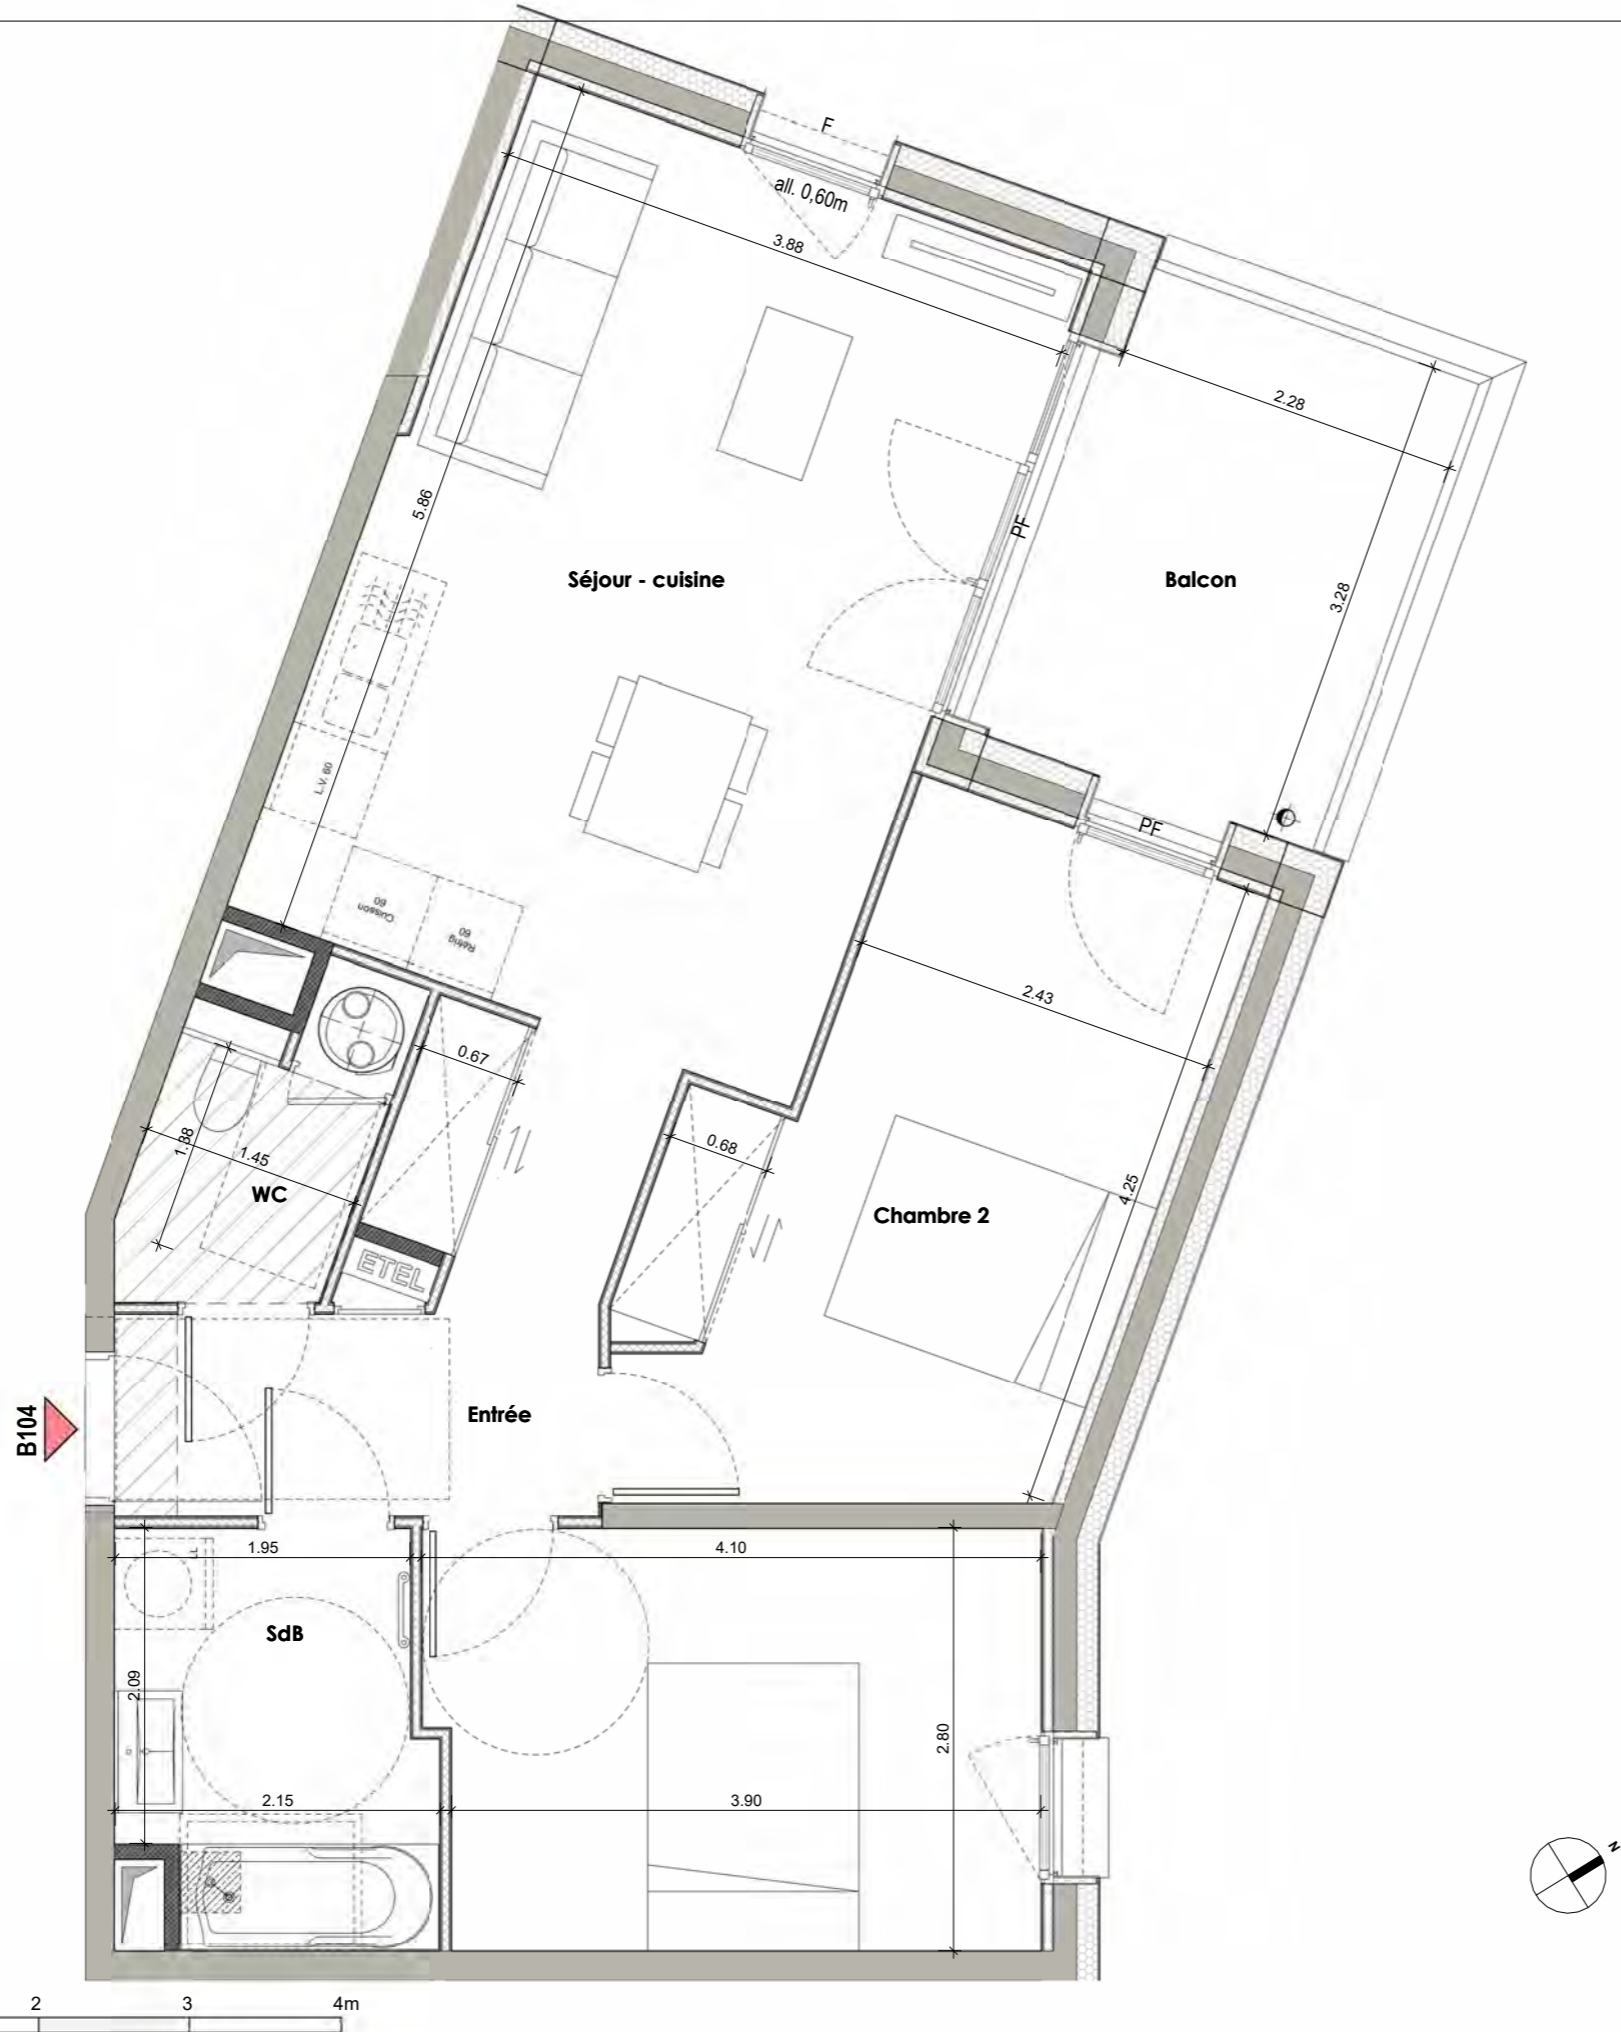 F
all. 0,60m
3.88
2.28
5.86
PF
Séjour - cuisine
Balcon
3.28
L.V. 60
PF
Cuisson
60
Réfrig
60
2.43
0.67
0.68
1.38
1.45
WC
4.25
Chambre 2
ETEL
B104
Entrée
1.95
4.10
LL
SdB
2.09
2.80
2.15
3.90
N
2
3
4m